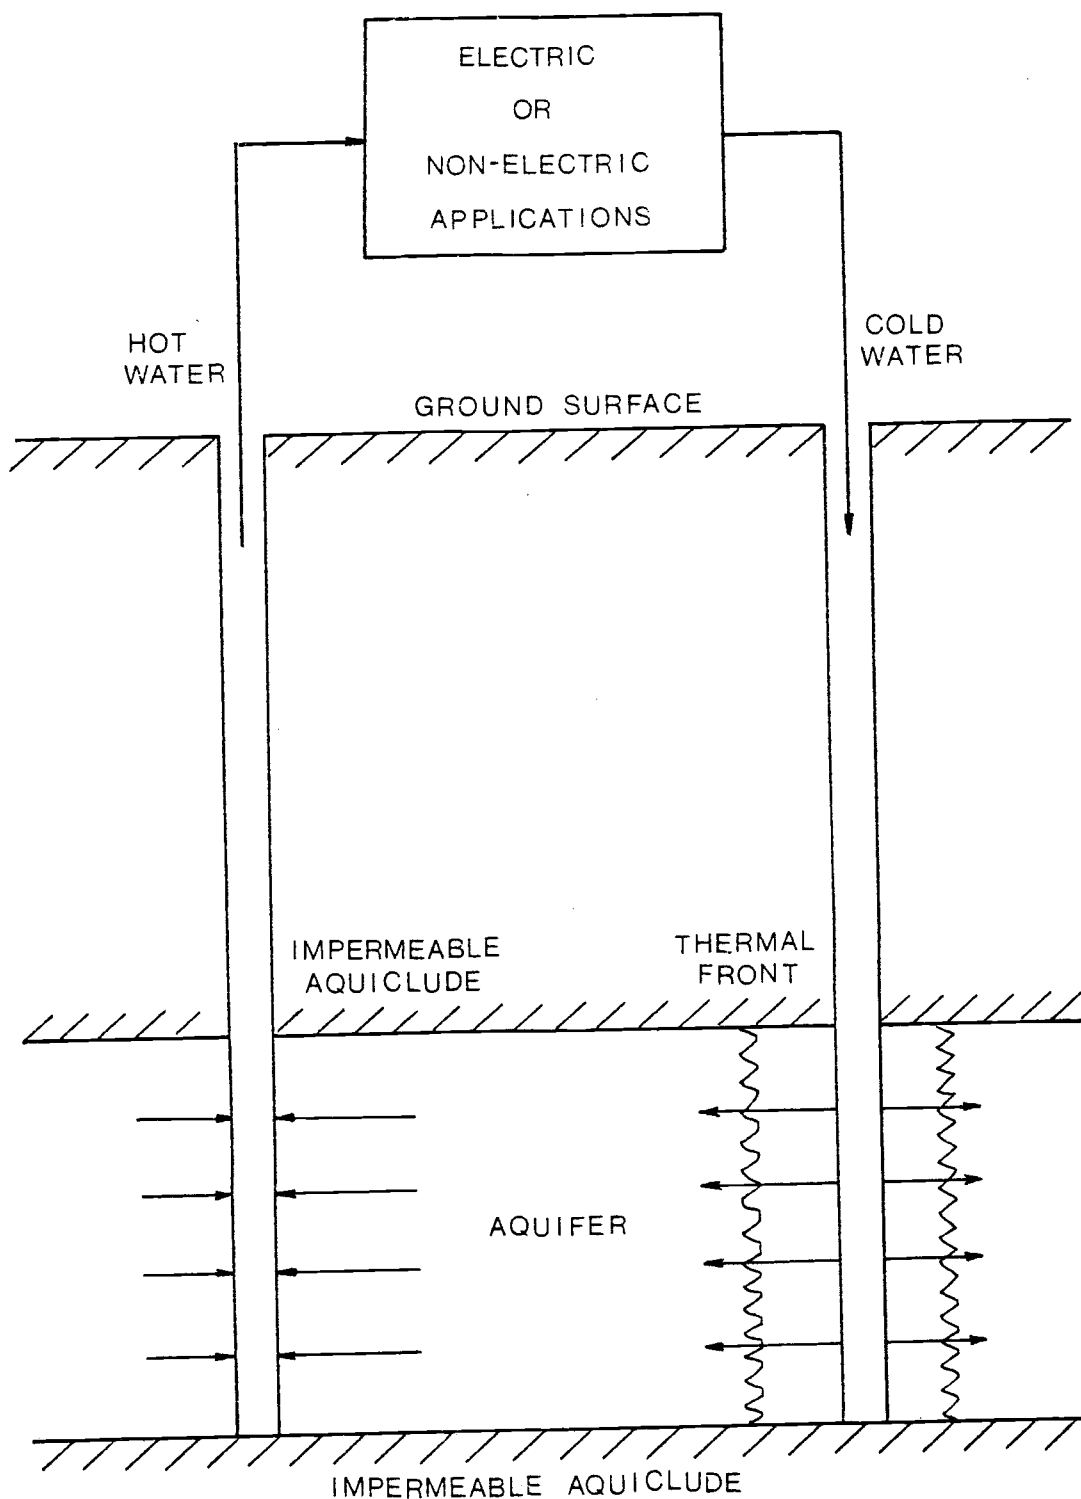 ELECTRIC
OR
NON-ELECTRIC
APPLICATIONS
HOT
WATER
COLD
WATER
GROUND SURFACE
IMPERMEABLE
AQUICLUDE
THERMAL
FRONT
AQUIFER
IMPERMEABLE AQUICLUDE